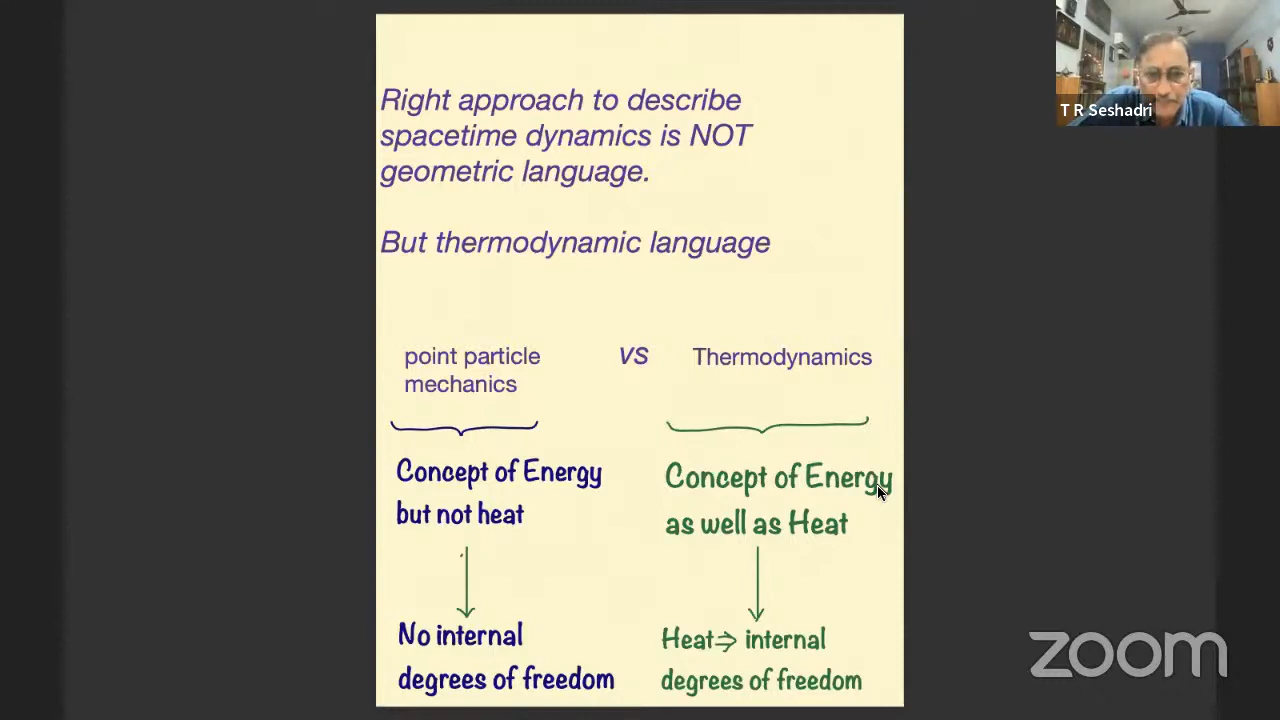 T R Seshadri
Right approach to describe
spacetime dynamics is NOT
geometric language.
But thermodynamic language
point particle
mechanics
vs
Thermodynamics
Concept of Energy
but not heat
Concept of Energy
as well as Heat
No internal
degrees of freedom
Heat⇒ internal
degrees of freedom
zoom